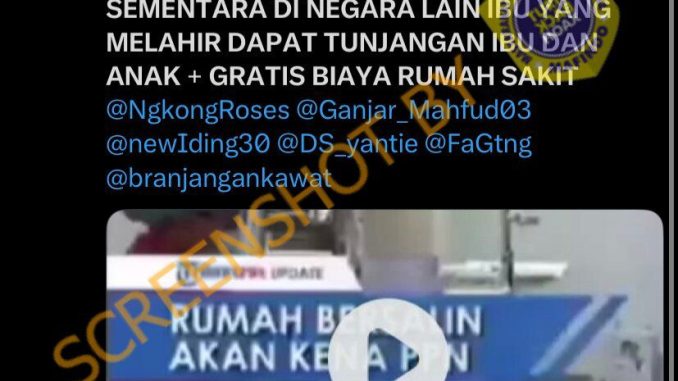 SEMENTARA DI NEGARA LAIN IBU YANG
MELAHIR DAPAT TUNJANGAN IBU DAN
ANAK + GRATIS BIAYA RUMAH SAKIT
@NgkongRoses @Ganjar_Mahfud03
@newIding30 @DS_yantie @FaGtng
@branjangankawat
SCREENSHOT BY
UPDATE
RUMAH BERSALIN
AKAN KENA PPN